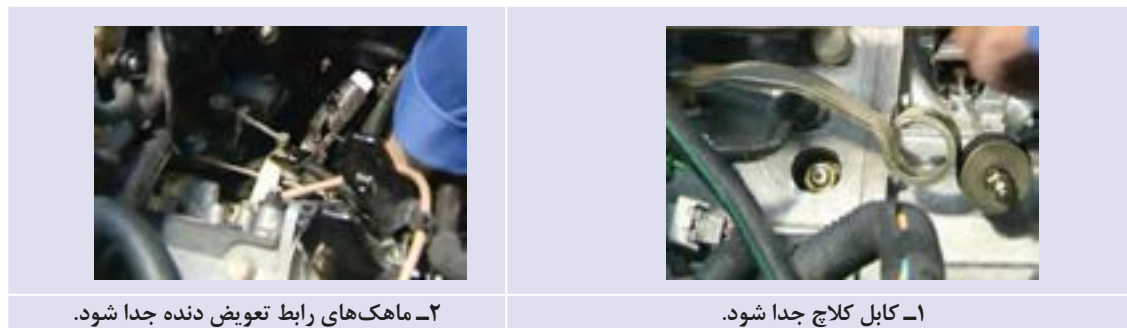 ۱ـ کابل کلاچ جدا شود.
۲ـ ماهک‌های رابط تعویض دنده جدا شود.